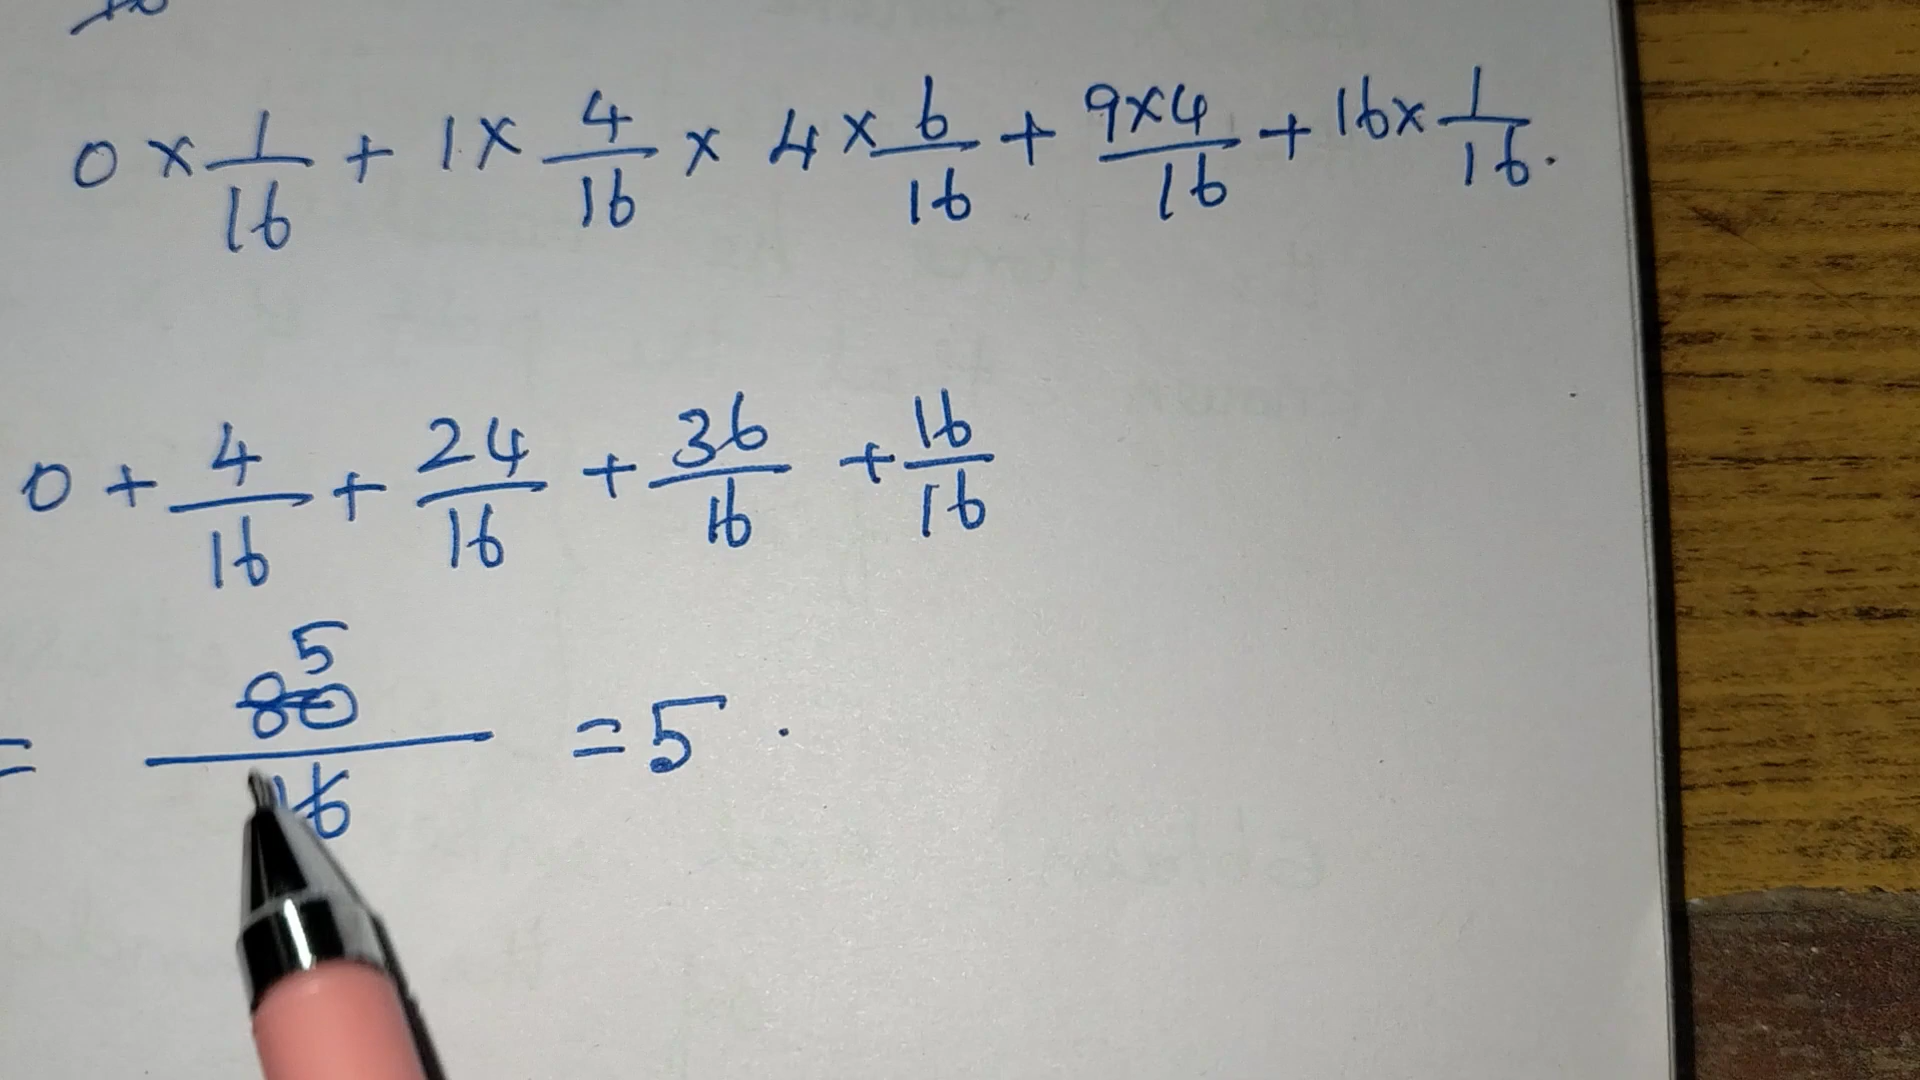 0 × 1/16 + 1 × 4/16 × 4 × 6/16 + 9×4/16 + 16 × 1/16.
0 + 4/16 + 24/16 + 36/16 + 16/16
5
= 80/16 = 5.